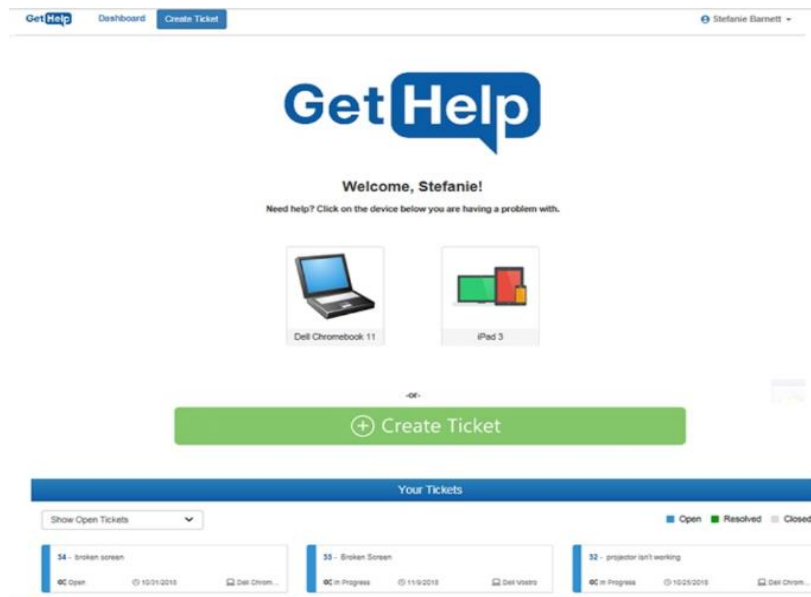 GetHelp Dashboard Create Ticket Stefanie Barnett
GetHelp
Welcome, Stefanie!
Need help? Click on the device below you are having a problem with.
Dell Chromebook 11 iPad 3
-or-
Create Ticket
Your Tickets
Show Open Tickets Open Resolved Closed
54 - broken screen 55 - Broken Screen 52 - projector isn't working
Open 10/31/2018 Dell Chrom... In Progress 11/9/2018 Dell Vostro In Progress 10/25/2018 Dell Chrom...